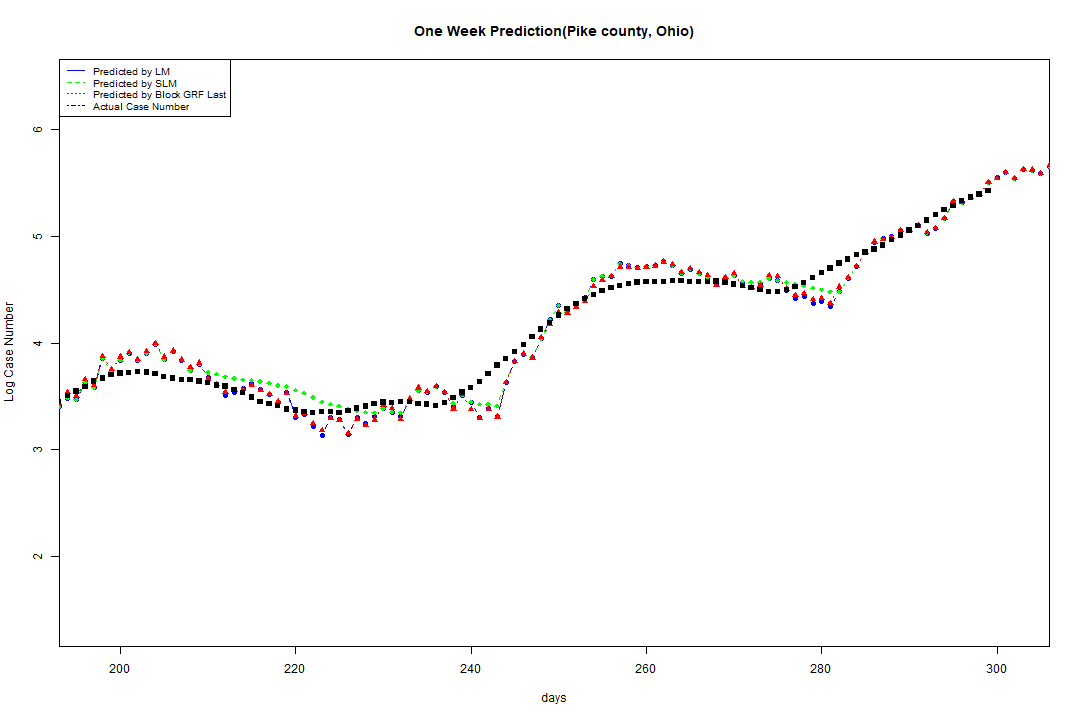 One Week Prediction(Pike county, Ohio)
Predicted by LM
Predicted by SLM
Predicted by Block GRF Last
Actual Case Number
6
5
4
3
2
Log Case Number
200 220 240 260 280 300
days